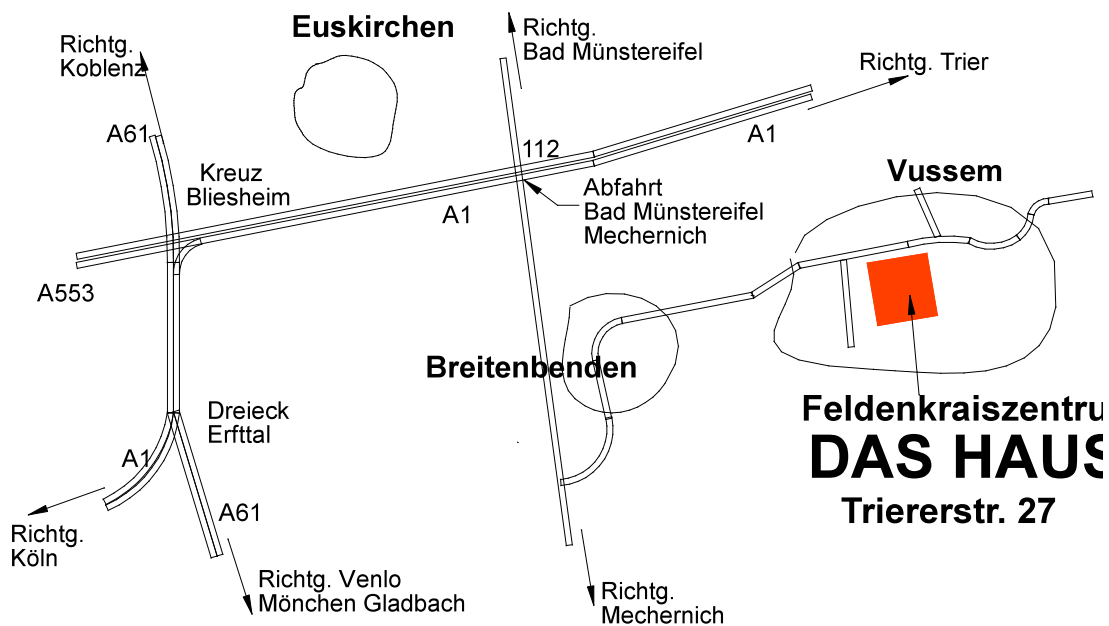 Euskirchen
Richtg.
Bad Münstereifel
Richtg.
Koblenz
Richtg. Trier
A61
A1
112
Kreuz
Bliesheim
Vussem
Abfahrt
Bad Münstereifel
Mechernich
A1
A553
Breitenbenden
Dreieck
Erfttal
Feldenkraiszentru
DAS HAUS
Triererstr. 27
A1
A61
Richtg.
Köln
Richtg. Venlo
Mönchen Gladbach
Richtg.
Mechernich